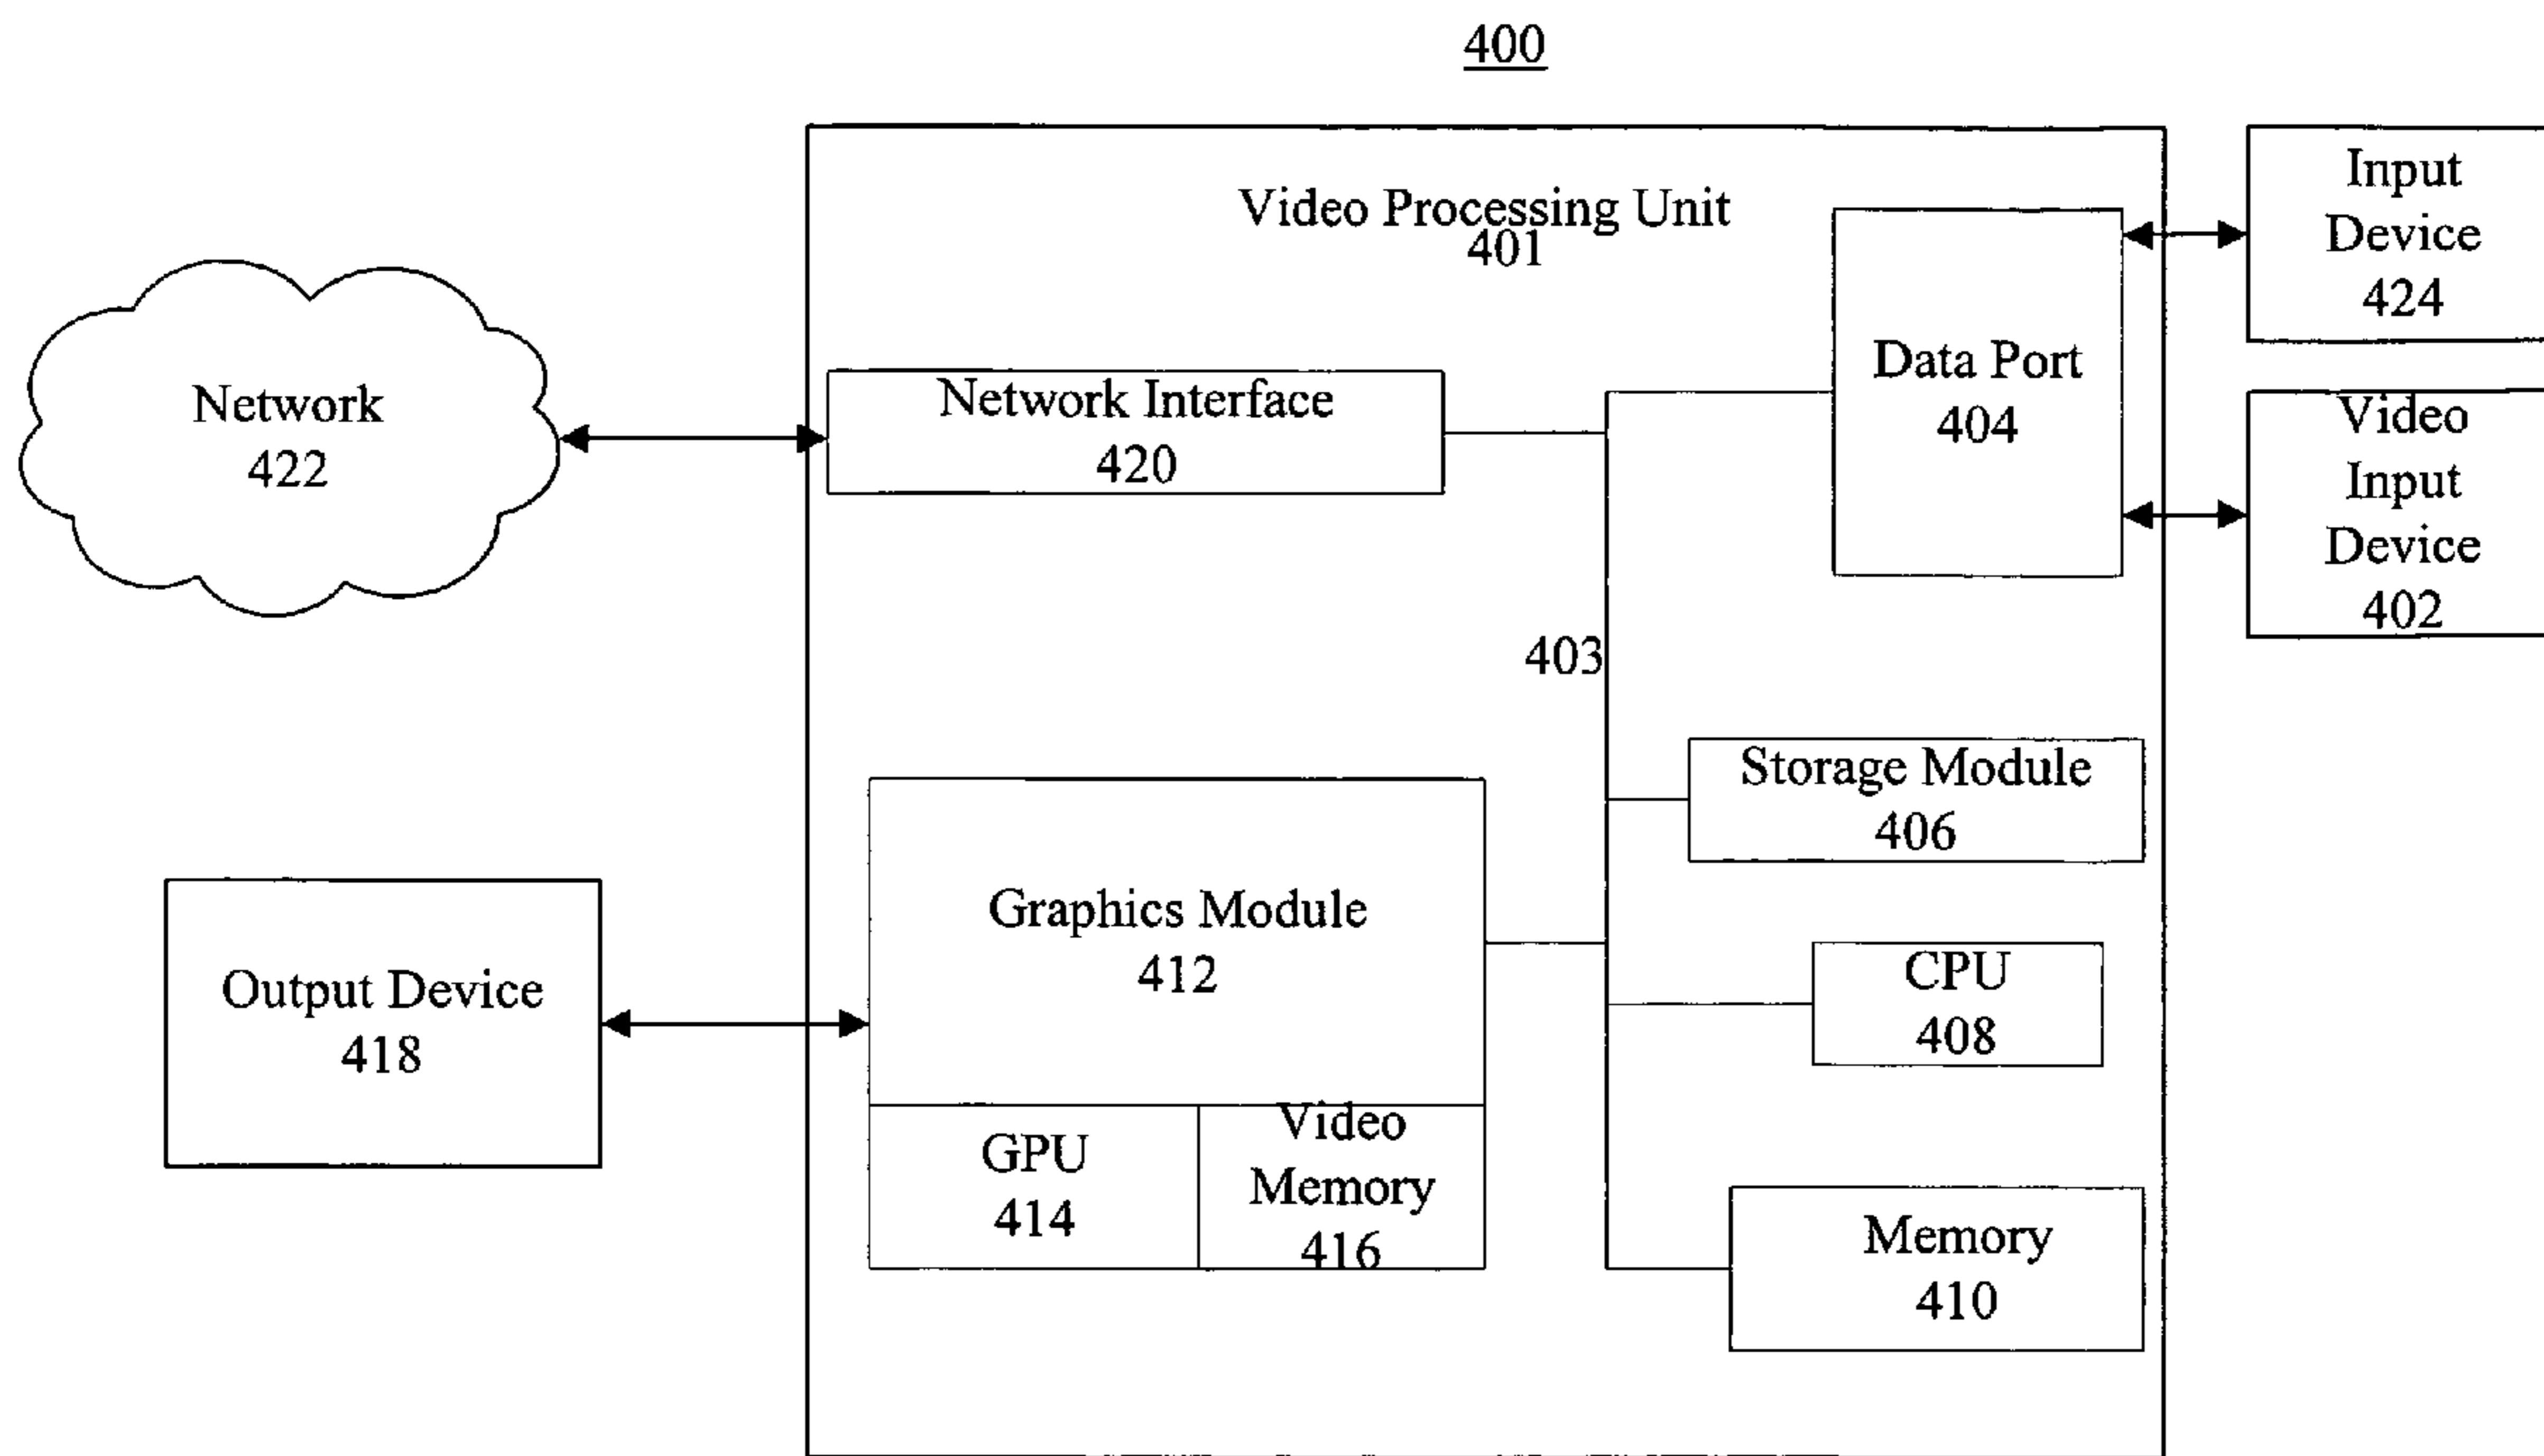 400
Video Processing Unit
401
Input
Device
424
Data Port
404
Network
422
Network Interface
420
Video
Input
Device
402
403
Storage Module
406
Graphics Module
412
Output Device
418
CPU
408
GPU
414
Video
Memory
416
Memory
410